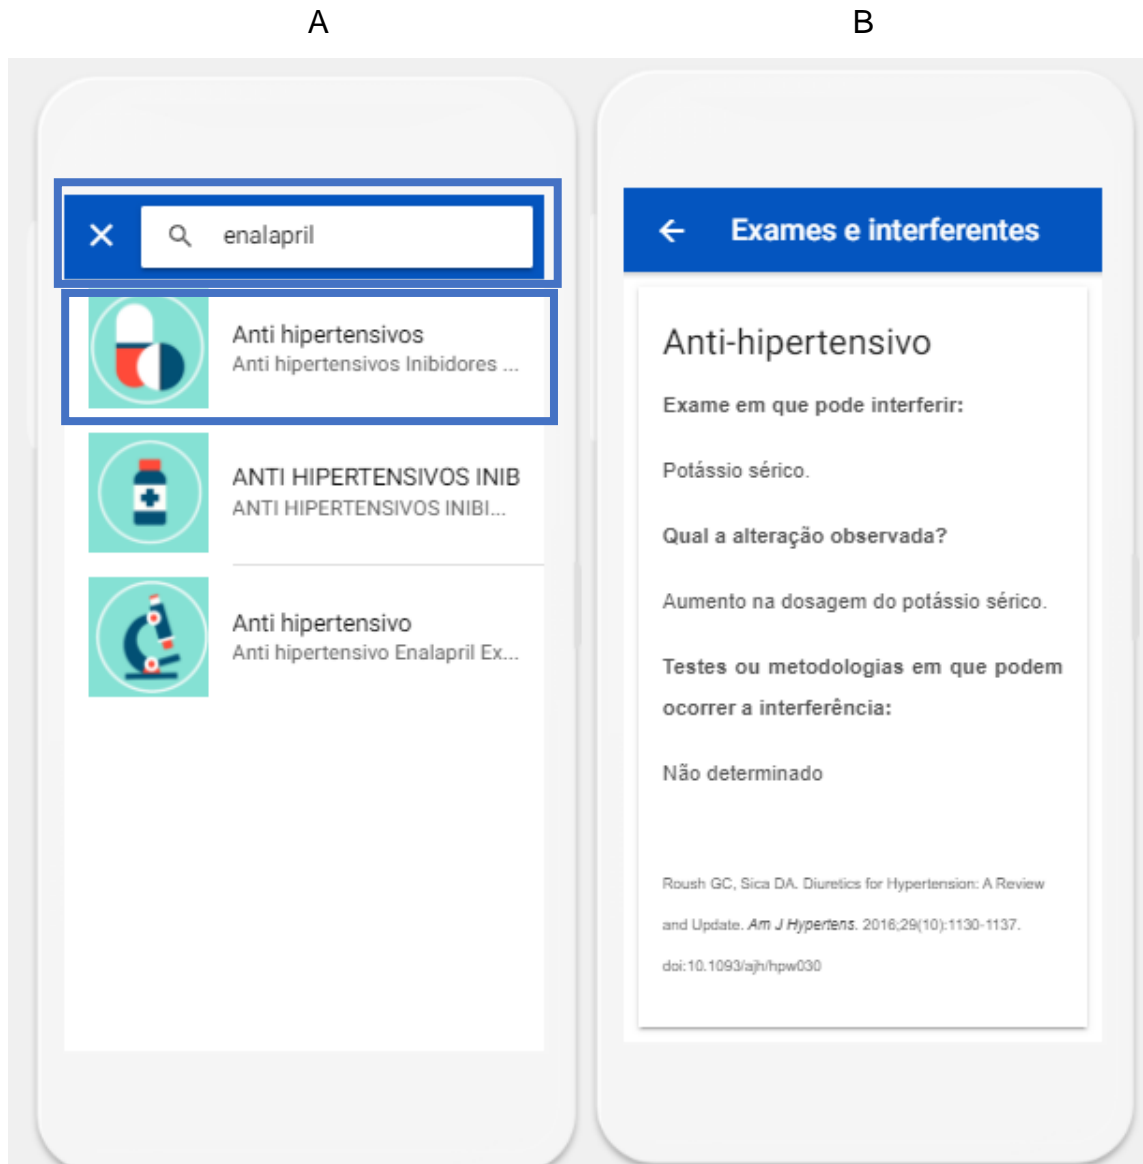 A
B
enalapril
Anti hipertensivos
Anti hipertensivos Inibidores ...
ANTI HIPERTENSIVOS INIB
ANTI HIPERTENSIVOS INIBI...
Anti hipertensivo
Anti hipertensivo Enalapril Ex...
Exames e interferentes
Anti-hipertensivo
Exame em que pode interferir:
Potássio sérico.
Qual a alteração observada?
Aumento na dosagem do potássio sérico.
Testes ou metodologias em que podem
ocorrer a interferência:
Não determinado
Roush GC, Sica DA. Diuretics for Hypertension: A Review
and Update. Am J Hypertens. 2016;29(10):1130-1137.
doi:10.1093/ajh/hpw030